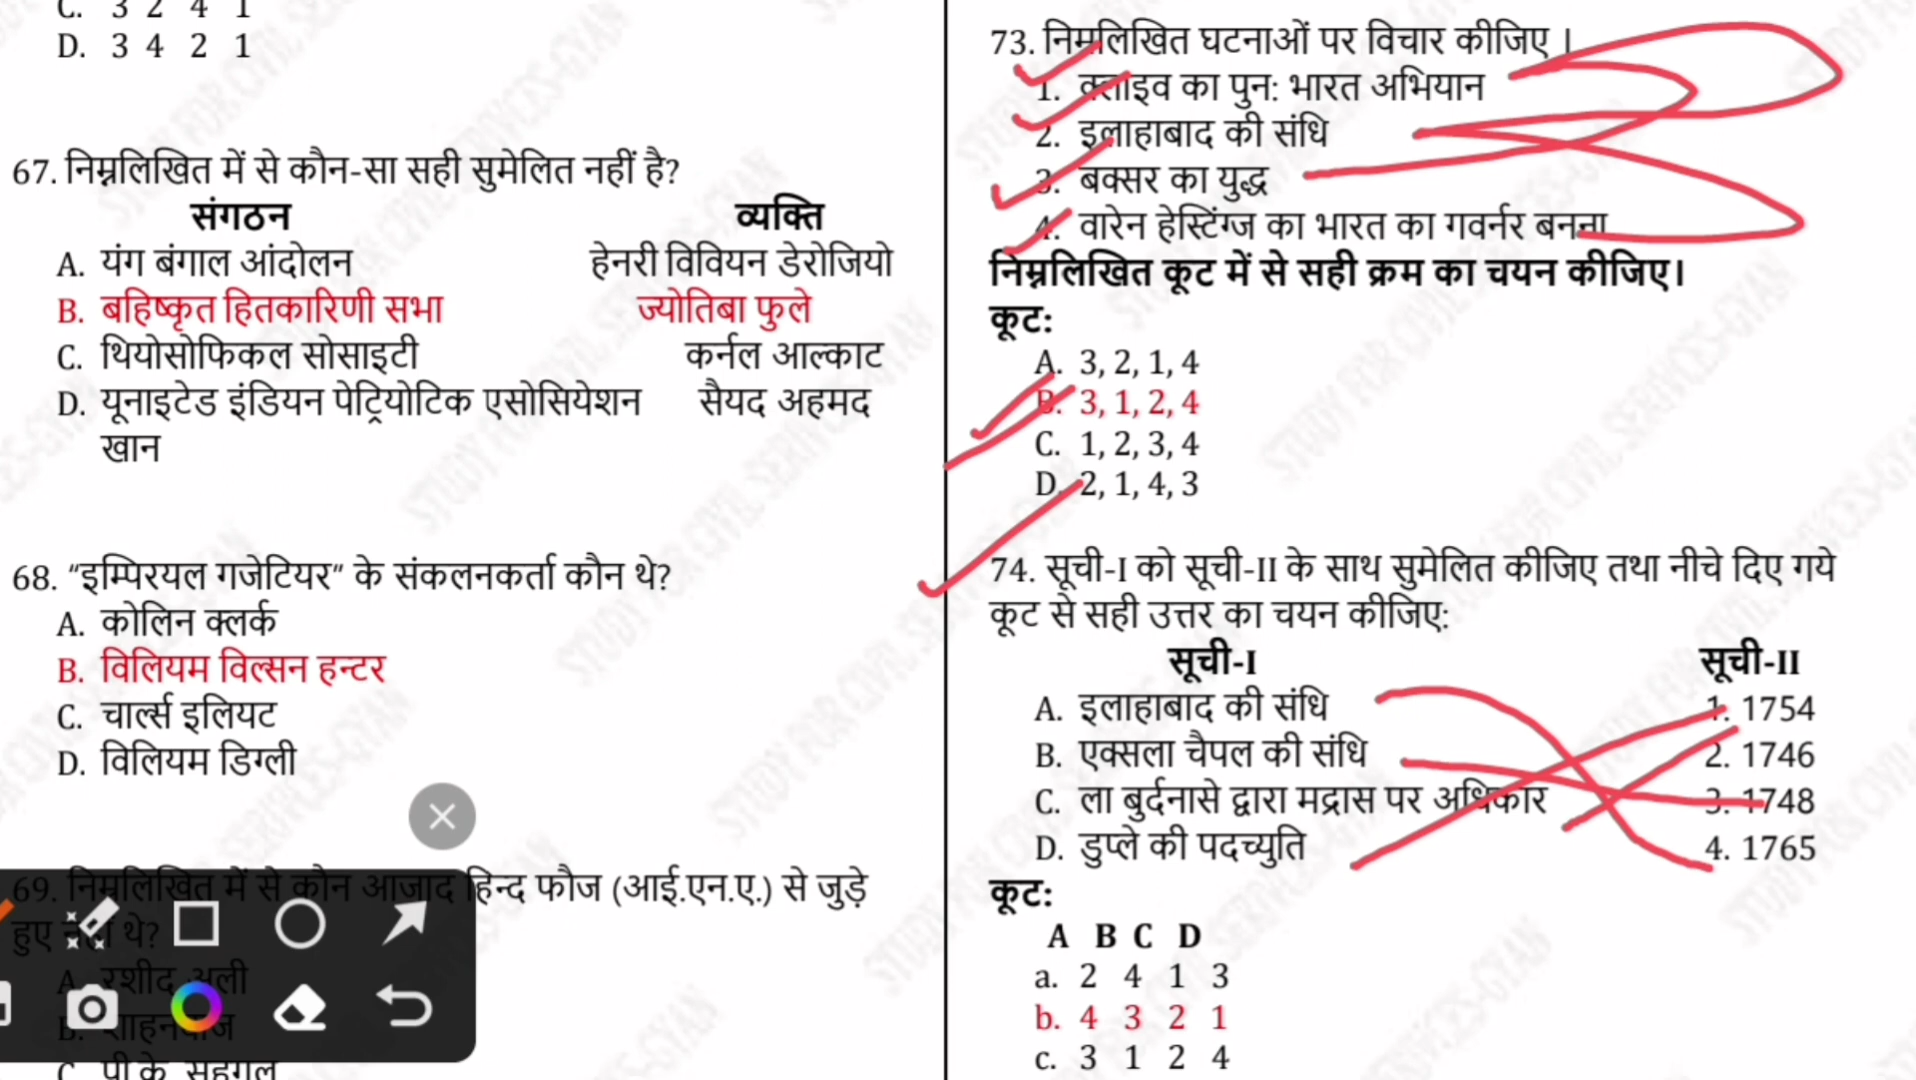 C. 3 2 4 1
D. 3 4 2 1
67. निम्नलिखित में से कौन-सा सही सुमेलित नहीं है?
संगठन व्यक्ति
A. यंग बंगाल आंदोलन हेनरी विवियन डेरोजियो
B. बहिष्कृत हितकारिणी सभा ज्योतिबा फुले
C. थियोसोफिकल सोसाइटी कर्नल आल्काट
D. यूनाइटेड इंडियन पेट्रियोटिक एसोसियेशन सैयद अहमद
खान
68. “इम्पिरयल गजेटियर” के संकलनकर्ता कौन थे?
A. कोलिन क्लर्क
B. विलियम विल्सन हन्टर
C. चार्ल्स इलियट
D. विलियम डिग्ली
69. निम्नलिखित में से कौन आजाद हिन्द फौज (आई.एन.ए.) से जुड़े
हुए नहीं थे?
A. रशीद अली
B. शाहनवाज
C. पी.के. सहगल
73. निम्नलिखित घटनाओं पर विचार कीजिए ।
1. क्लाइव का पुन: भारत अभियान
2. इलाहाबाद की संधि
3. बक्सर का युद्ध
4. वारेन हेस्टिंग्ज का भारत का गवर्नर बनना
निम्नलिखित कूट में से सही क्रम का चयन कीजिए।
कूट:
A. 3, 2, 1, 4
B. 3, 1, 2, 4
C. 1, 2, 3, 4
D. 2, 1, 4, 3
74. सूची-I को सूची-II के साथ सुमेलित कीजिए तथा नीचे दिए गये
कूट से सही उत्तर का चयन कीजिए:
सूची-I सूची-II
A. इलाहाबाद की संधि 1. 1754
B. एक्सला चैपल की संधि 2. 1746
C. ला बुर्दनासे द्वारा मद्रास पर अधिकार 3. 1748
D. डुप्ले की पदच्युति 4. 1765
कूट:
A B C D
a. 2 4 1 3
b. 4 3 2 1
c. 3 1 2 4